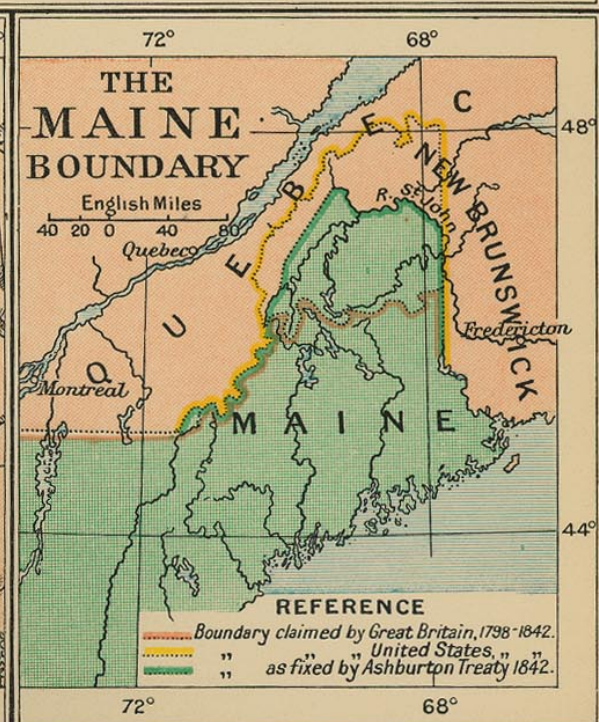 72°
68°
THE
MAINE
BOUNDARY
English Miles
40 20 0 40 80
48°
QUEBEC
NEW BRUNSWICK
R. St. John
Quebec
Fredericton
Montreal
MAINE
44°
REFERENCE
Boundary claimed by Great Britain, 1798-1842.
„ „ „ United States, „ „
„ as fixed by Ashburton Treaty 1842.
72°
68°